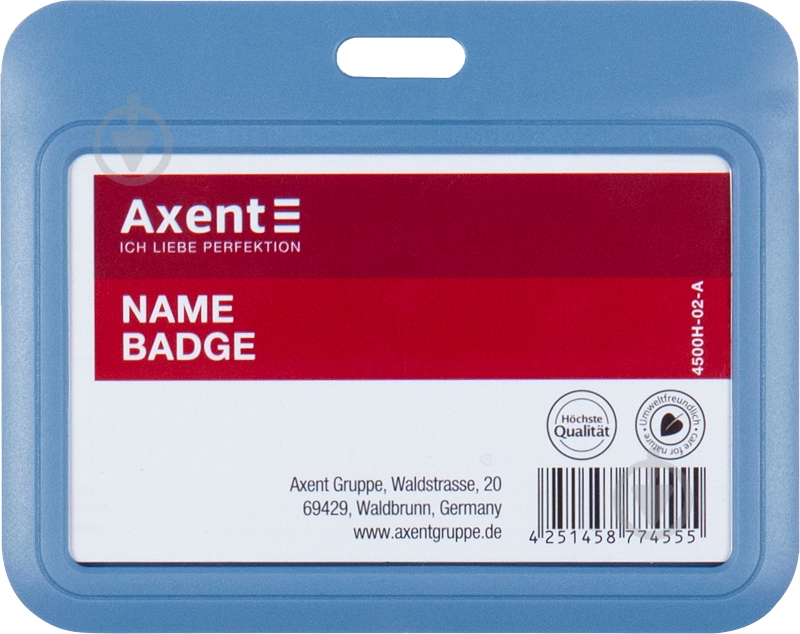 Axent
ICH LIEBE PERFEKTION
NAME
BADGE
4500H-02-A
Höchste
Qualität
Umweltfreundlich
care for nature
Axent Gruppe, Waldstrasse, 20
69429, Waldbrunn, Germany
www.axentgruppe.de
4 251458 774555